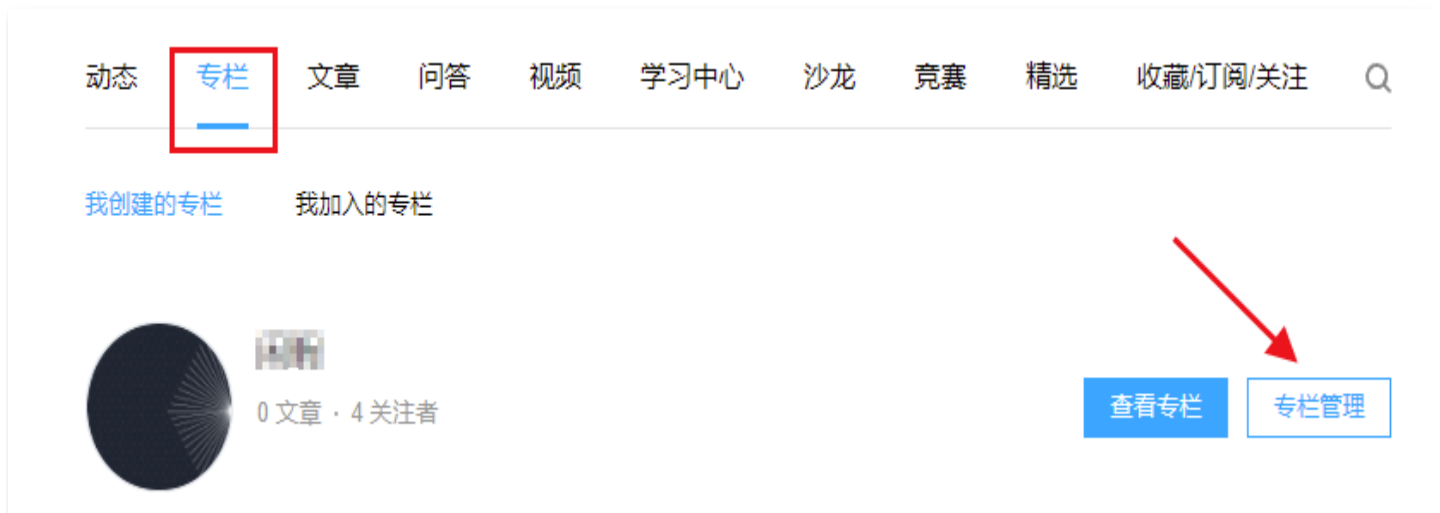 动态 专栏 文章 问答 视频 学习中心 沙龙 竞赛 精选 收藏/订阅/关注
我创建的专栏 我加入的专栏
0 文章 · 4 关注者
查看专栏 专栏管理